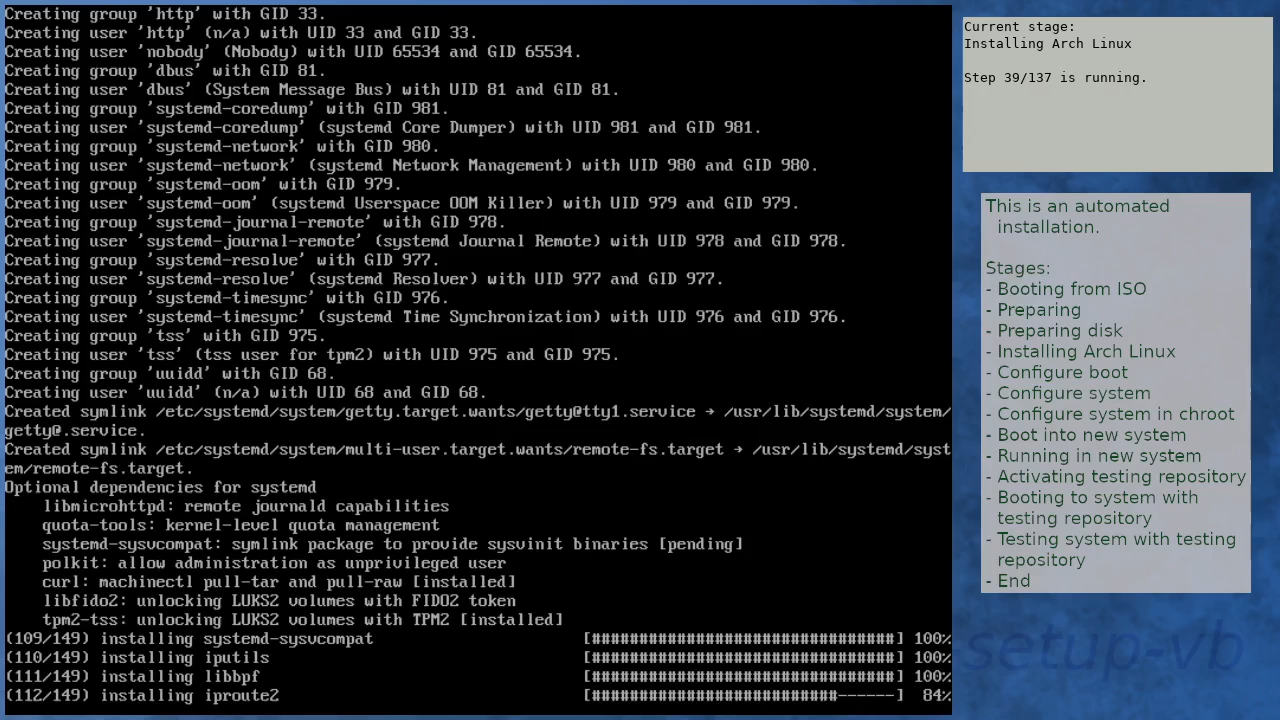 Creating group 'http' with GID 33.
Creating user 'http' (n/a) with UID 33 and GID 33.
Creating user 'nobody' (Nobody) with UID 65534 and GID 65534.
Creating group 'dbus' with GID 81.
Creating user 'dbus' (System Message Bus) with UID 81 and GID 81.
Creating group 'systemd-coredump' with GID 981.
Creating user 'systemd-coredump' (systemd Core Dumper) with UID 981 and GID 981.
Creating group 'systemd-network' with GID 980.
Creating user 'systemd-network' (systemd Network Management) with UID 980 and GID 980.
Creating group 'systemd-oom' with GID 979.
Creating user 'systemd-oom' (systemd Userspace OOM Killer) with UID 979 and GID 979.
Creating group 'systemd-journal-remote' with GID 978.
Creating user 'systemd-journal-remote' (systemd Journal Remote) with UID 978 and GID 978.
Creating group 'systemd-resolve' with GID 977.
Creating user 'systemd-resolve' (systemd Resolver) with UID 977 and GID 977.
Creating group 'systemd-timesync' with GID 976.
Creating user 'systemd-timesync' (systemd Time Synchronization) with UID 976 and GID 976.
Creating group 'tss' with GID 975.
Creating user 'tss' (tss user for tpm2) with UID 975 and GID 975.
Creating group 'uuidd' with GID 68.
Creating user 'uuidd' (n/a) with UID 68 and GID 68.
Created symlink /etc/systemd/system/getty.target.wants/getty@tty1.service → /usr/lib/systemd/system/
getty@.service.
Created symlink /etc/systemd/system/multi-user.target.wants/remote-fs.target → /usr/lib/systemd/syst
em/remote-fs.target.
Optional dependencies for systemd
    libmicrohttpd: remote journald capabilities
    quota-tools: kernel-level quota management
    systemd-sysvcompat: symlink package to provide sysvinit binaries [pending]
    polkit: allow administration as unprivileged user
    curl: machinectl pull-tar and pull-raw [installed]
    libfido2: unlocking LUKS2 volumes with FIDO2 token
    tpm2-tss: unlocking LUKS2 volumes with TPM2 [installed]
(109/149) installing systemd-sysvcompat [################################] 100%
(110/149) installing iputils [################################] 100%
(111/149) installing libbpf [################################] 100%
(112/149) installing iproute2 [##########################------] 84%
Current stage:
Installing Arch Linux
Step 39/137 is running.
This is an automated
installation.
Stages:
- Booting from ISO
- Preparing
- Preparing disk
- Installing Arch Linux
- Configure boot
- Configure system
- Configure system in chroot
- Boot into new system
- Running in new system
- Activating testing repository
- Booting to system with
testing repository
- Testing system with testing
repository
- End
setup-vb